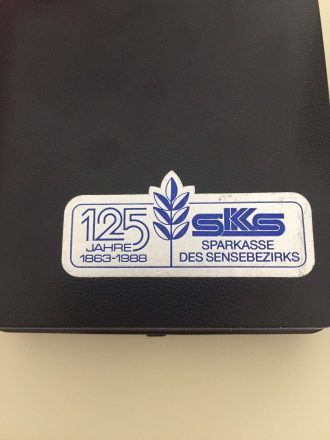 125
JAHRE
1863-1988
SKS
SPARKASSE
DES SENSEBEZIRKS